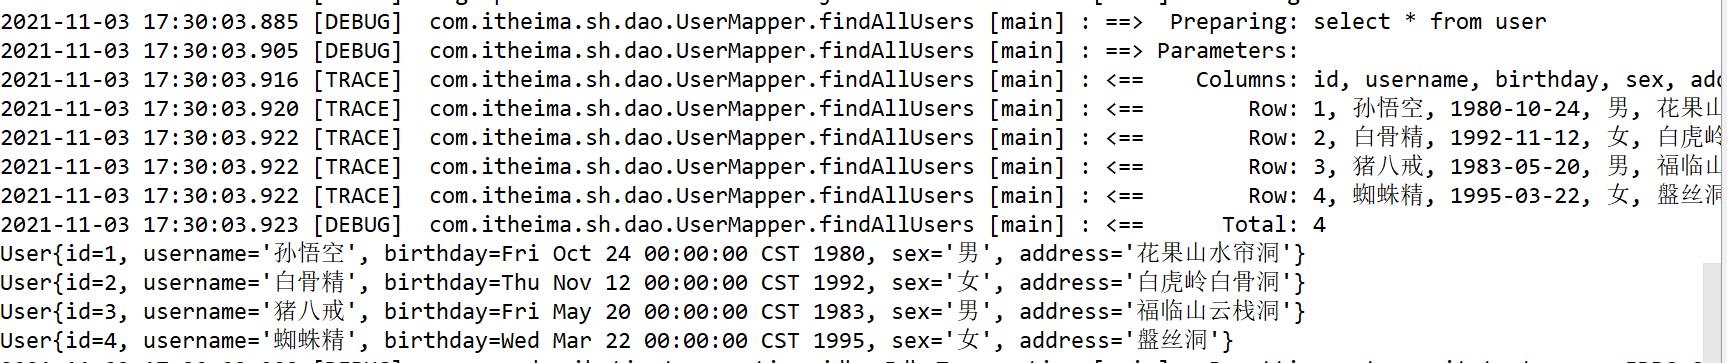 2021-11-03 17:30:03.885 [DEBUG]  com.itheima.sh.dao.UserMapper.findAllUsers [main] : ==>  Preparing: select * from user
2021-11-03 17:30:03.905 [DEBUG]  com.itheima.sh.dao.UserMapper.findAllUsers [main] : ==> Parameters:
2021-11-03 17:30:03.916 [TRACE]  com.itheima.sh.dao.UserMapper.findAllUsers [main] : <==    Columns: id, username, birthday, sex, add
2021-11-03 17:30:03.920 [TRACE]  com.itheima.sh.dao.UserMapper.findAllUsers [main] : <==        Row: 1, 孙悟空, 1980-10-24, 男, 花果山
2021-11-03 17:30:03.922 [TRACE]  com.itheima.sh.dao.UserMapper.findAllUsers [main] : <==        Row: 2, 白骨精, 1992-11-12, 女, 白虎岭
2021-11-03 17:30:03.922 [TRACE]  com.itheima.sh.dao.UserMapper.findAllUsers [main] : <==        Row: 3, 猪八戒, 1983-05-20, 男, 福临山
2021-11-03 17:30:03.922 [TRACE]  com.itheima.sh.dao.UserMapper.findAllUsers [main] : <==        Row: 4, 蜘蛛精, 1995-03-22, 女, 盤丝洞
2021-11-03 17:30:03.923 [DEBUG]  com.itheima.sh.dao.UserMapper.findAllUsers [main] : <==      Total: 4
User{id=1, username='孙悟空', birthday=Fri Oct 24 00:00:00 CST 1980, sex='男', address='花果山水帘洞'}
User{id=2, username='白骨精', birthday=Thu Nov 12 00:00:00 CST 1992, sex='女', address='白虎岭白骨洞'}
User{id=3, username='猪八戒', birthday=Fri May 20 00:00:00 CST 1983, sex='男', address='福临山云栈洞'}
User{id=4, username='蜘蛛精', birthday=Wed Mar 22 00:00:00 CST 1995, sex='女', address='盤丝洞'}